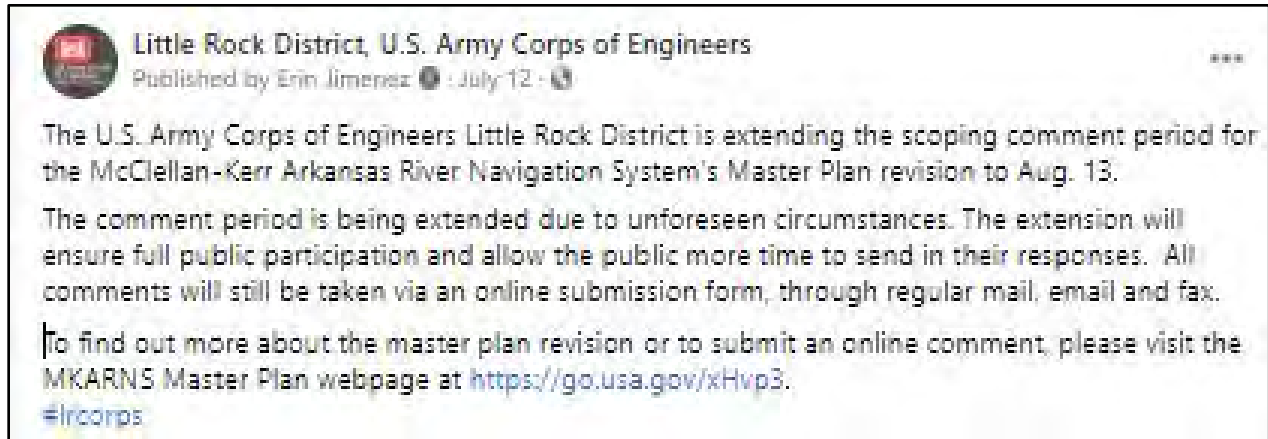 Little Rock District, U.S. Army Corps of Engineers
Published by Erin Jimenez · July 12 ·
The U.S. Army Corps of Engineers Little Rock District is extending the scoping comment period for
the McClellan-Kerr Arkansas River Navigation System's Master Plan revision to Aug. 13.
The comment period is being extended due to unforeseen circumstances. The extension will
ensure full public participation and allow the public more time to send in their responses. All
comments will still be taken via an online submission form, through regular mail, email and fax.
To find out more about the master plan revision or to submit an online comment, please visit the
MKARNS Master Plan webpage at https://go.usa.gov/xHvp3.
#lrcorps